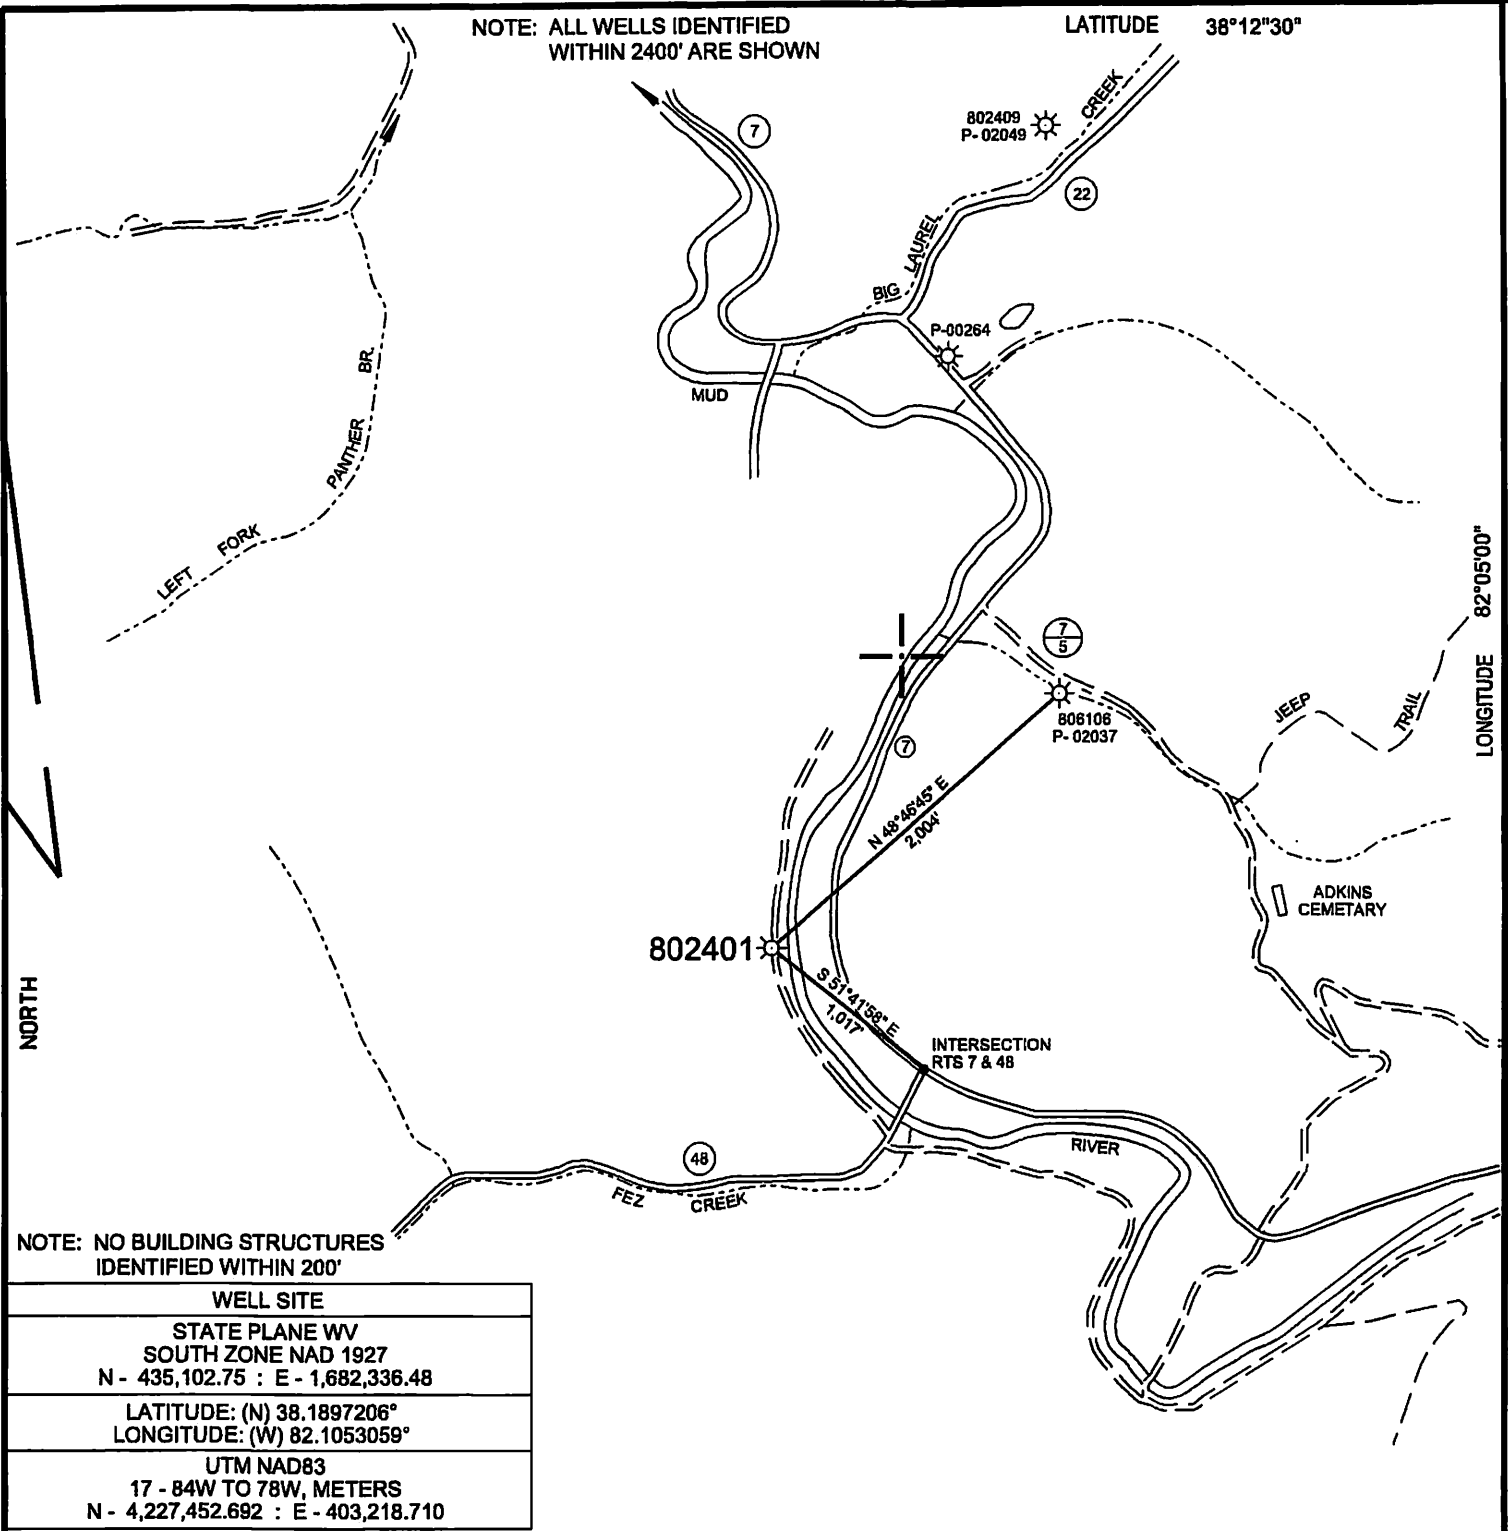 NOTE: ALL WELLS IDENTIFIED
WITHIN 2400' ARE SHOWN
LATITUDE 38°12"30"
802409
P- 02049
CREEK
7
22
LAUREL
BIG
P-00264
MUD
BR.
PANTHER
FORK
LEFT
LONGITUDE 82°05'00"
7
5
806106
P- 02037
JEEP
TRAIL
7
N 48°46'45" E
2,004'
ADKINS
CEMETARY
802401
S 51°41'58" E
1,017'
NORTH
INTERSECTION
RTS 7 & 48
RIVER
48
FEZ
CREEK
NOTE: NO BUILDING STRUCTURES
IDENTIFIED WITHIN 200'
WELL SITE
STATE PLANE WV
SOUTH ZONE NAD 1927
N - 435,102.75 : E - 1,682,336.48
LATITUDE: (N) 38.1897206°
LONGITUDE: (W) 82.1053059°
UTM NAD83
17 - 84W TO 78W, METERS
N - 4,227,452.692 : E - 403,218.710